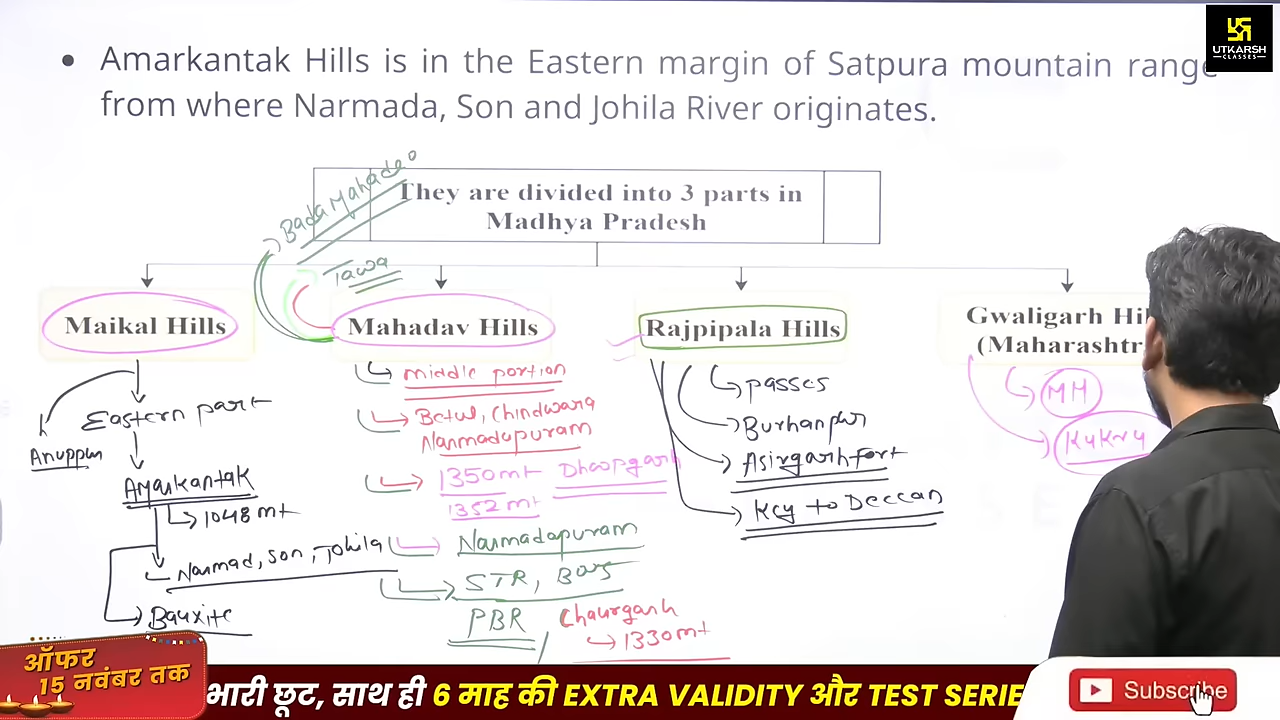 UTKARSH
CLASSES
• Amarkantak Hills is in the Eastern margin of Satpura mountain range
from where Narmada, Son and Johila River originates.
Bada Mahadeo
They are divided into 3 parts in
Madhya Pradesh
Tawa
Maikal Hills
Mahadav Hills
Rajpipala Hills
Gwaligarh Hi
(Maharashtr
Eastern part
Anuppur
Amarkantak
1048 mt
Narmad, Son, Johila
Bauxite
middle portion
Betul, Chindwara
Narmadapuram
1350mt Dhoopgarh
1352 mt
Narmadapuram
STR,
PBR
Chaurgarh
1330mt
passes
Burhanpur
Asirgarh fort
Key to Deccan
MH
ऑफर
15 नवंबर तक
भारी छूट, साथ ही 6 माह की EXTRA VALIDITY और TEST SERIE
Subscribe